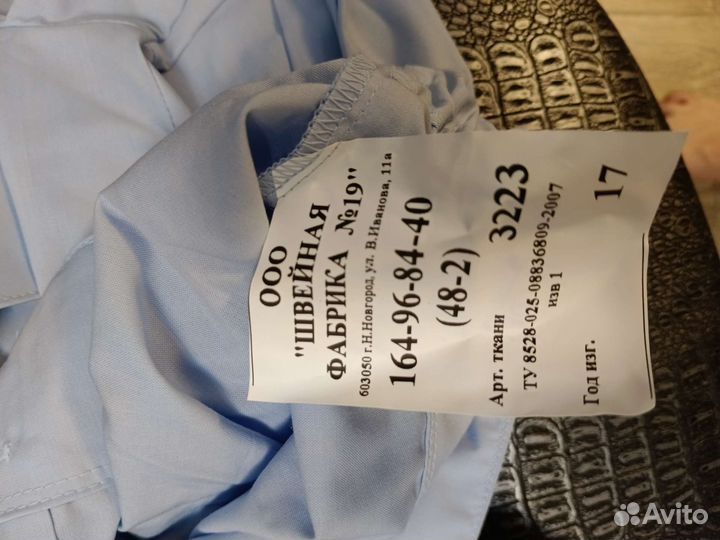 ООО
"ШВЕЙНАЯ
ФАБРИКА №19"
603050 г.Н.Новгород, ул. В.Иванова, 11а
164-96-84-40
(48-2)
Арт. ткани 3223
ТУ 8528-025-08836809-2007
изв 1
Год изг. 17
Avito